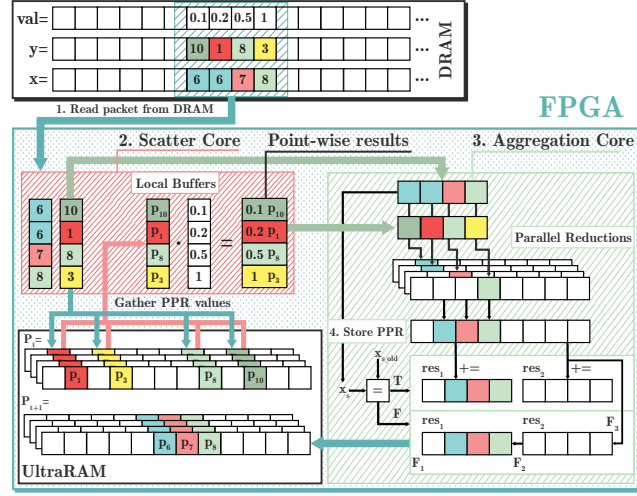 val= 0.1 0.2 0.5 1 ...
y= 10 1 8 3 ...
x= 6 6 7 8 ...
DRAM
1. Read packet from DRAM
FPGA
2. Scatter Core
Point-wise results
3. Aggregation Core
Local Buffers
6 10 p10 0.1 0.1 p10
6 1 p1 · 0.2 = 0.2 p1
7 8 p8 0.5 0.5 p8
8 3 p3 1 1 p3
Parallel Reductions
Gather PPR values
4. Store PPR
Pt=
p1 p3 p8 p10
Pt+1=
p6 p7 p8
UltraRAM
xs_old
xs = T
F
res1 += res2 +=
res1 res2 F3
F1 F2